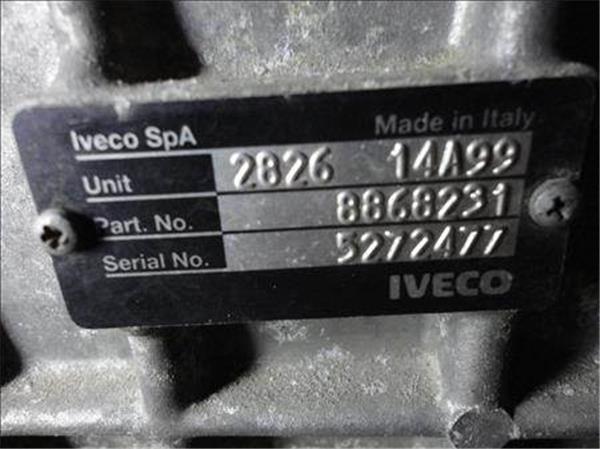 Iveco SpA Made in Italy
Unit 2826 14A99
Part. No. 8868231
Serial No. 5272477
IVECO